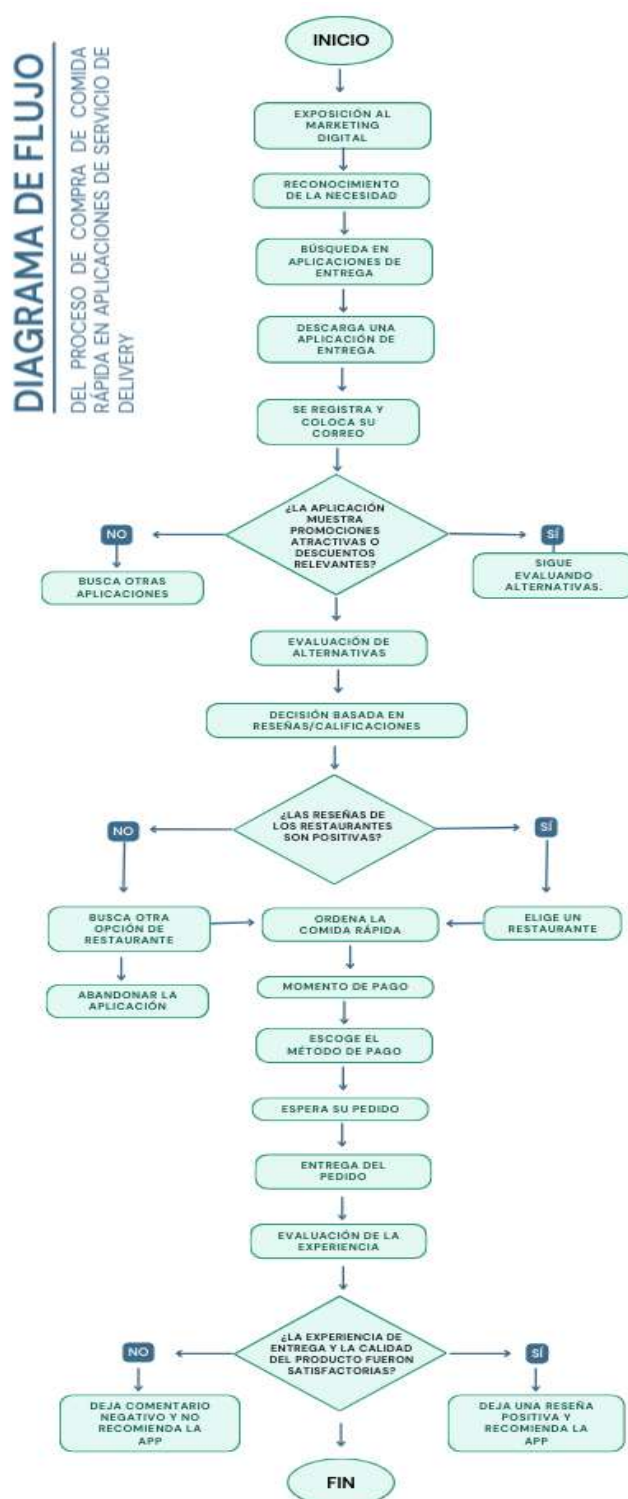 DIAGRAMA DE FLUJO
DEL PROCESO DE COMPRA DE COMIDA
RÁPIDA EN APLICACIONES DE SERVICIO DE
DELIVERY
INICIO
EXPOSICIÓN AL
MARKETING
DIGITAL
RECONOCIMIENTO
DE LA NECESIDAD
BÚSQUEDA EN
APLICACIONES DE
ENTREGA
DESCARGA UNA
APLICACIÓN DE
ENTREGA
SE REGISTRA Y
COLOCA SU
CORREO
¿LA APLICACIÓN
MUESTRA
PROMOCIONES
ATRACTIVAS O
DESCUENTOS
RELEVANTES?
NO
BUSCA OTRAS
APLICACIONES
SÍ
SIGUE
EVALUANDO
ALTERNATIVAS.
EVALUACIÓN DE
ALTERNATIVAS
DECISIÓN BASADA EN
RESEÑAS/CALIFICACIONES
¿LAS RESEÑAS DE
LOS RESTAURANTES
SON POSITIVAS?
NO
SÍ
BUSCA OTRA
OPCIÓN DE
RESTAURANTE
ORDENA LA
COMIDA RÁPIDA
ELIGE UN
RESTAURANTE
ABANDONAR LA
APLICACIÓN
MOMENTO DE PAGO
ESCOGE EL
MÉTODO DE PAGO
ESPERA SU PEDIDO
ENTREGA DEL
PEDIDO
EVALUACIÓN DE LA
EXPERIENCIA
¿LA EXPERIENCIA DE
ENTREGA Y LA CALIDAD
DEL PRODUCTO FUERON
SATISFACTORIAS?
NO
SÍ
DEJA COMENTARIO
NEGATIVO Y NO
RECOMIENDA LA
APP
DEJA UNA RESEÑA
POSITIVA Y
RECOMIENDA LA
APP
FIN